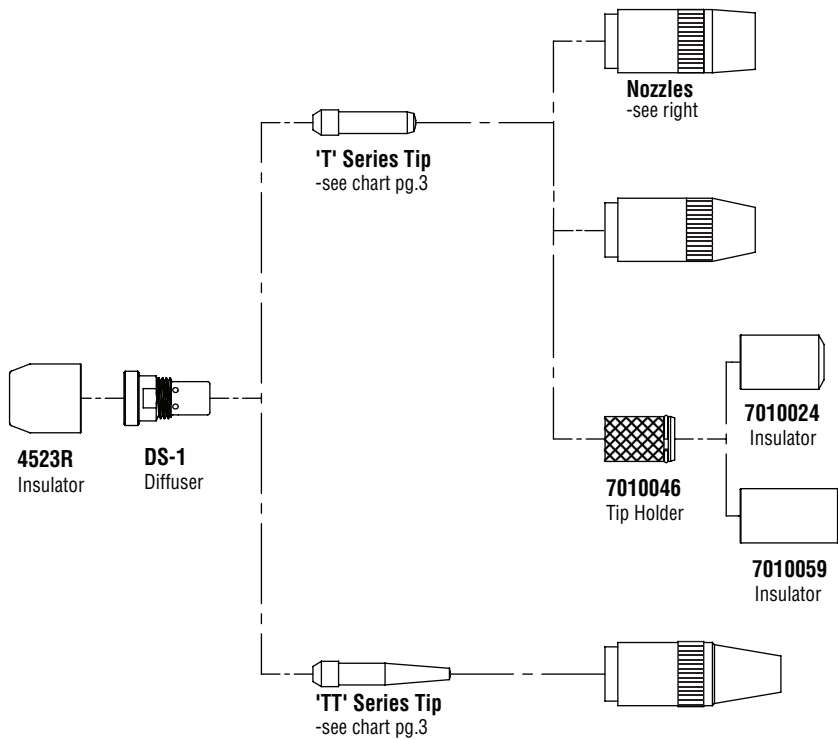 Nozzles
-see right
'T' Series Tip
-see chart pg.3
4523R
Insulator
DS-1
Diffuser
7010024
Insulator
7010046
Tip Holder
7010059
Insulator
'TT' Series Tip
-see chart pg.3